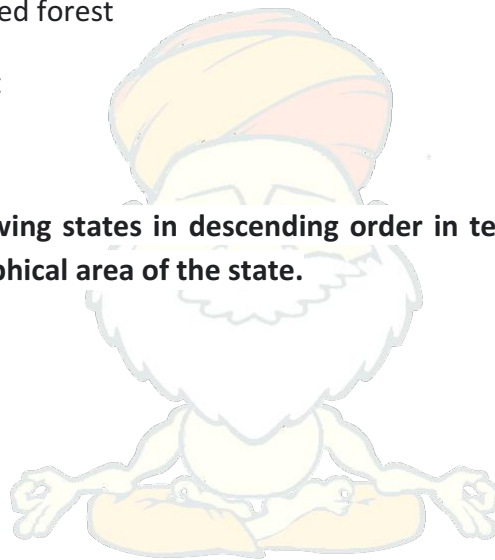 ed forest
wing states in descending order in te
phical area of the state.